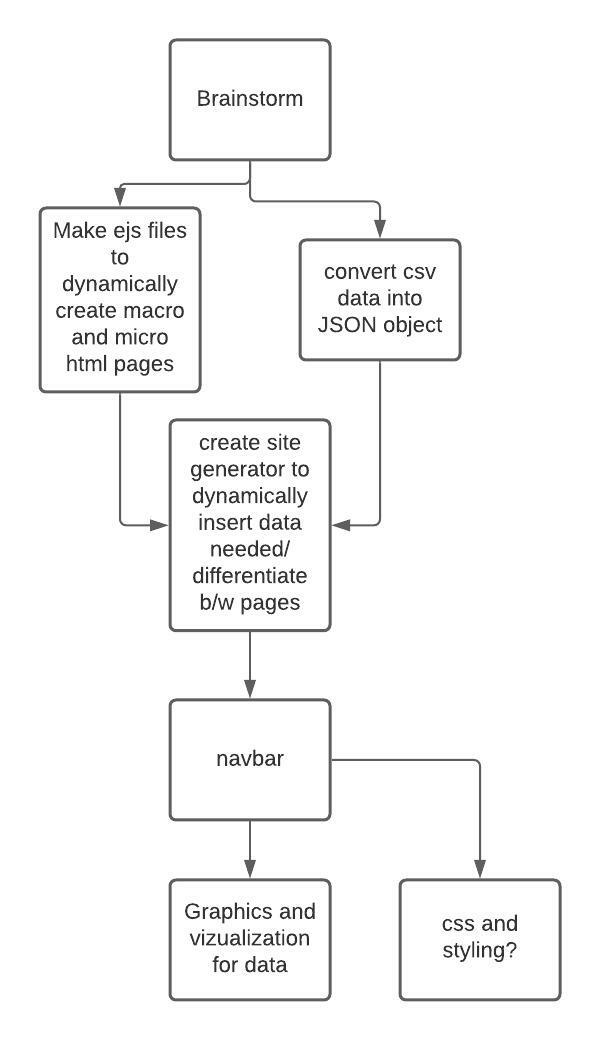 Brainstorm
Make ejs files
to
dynamically
create macro
and micro
html pages
convert csv
data into
JSON object
create site
generator to
dynamically
insert data
needed/
differentiate
b/w pages
navbar
Graphics and
vizualization
for data
css and
styling?